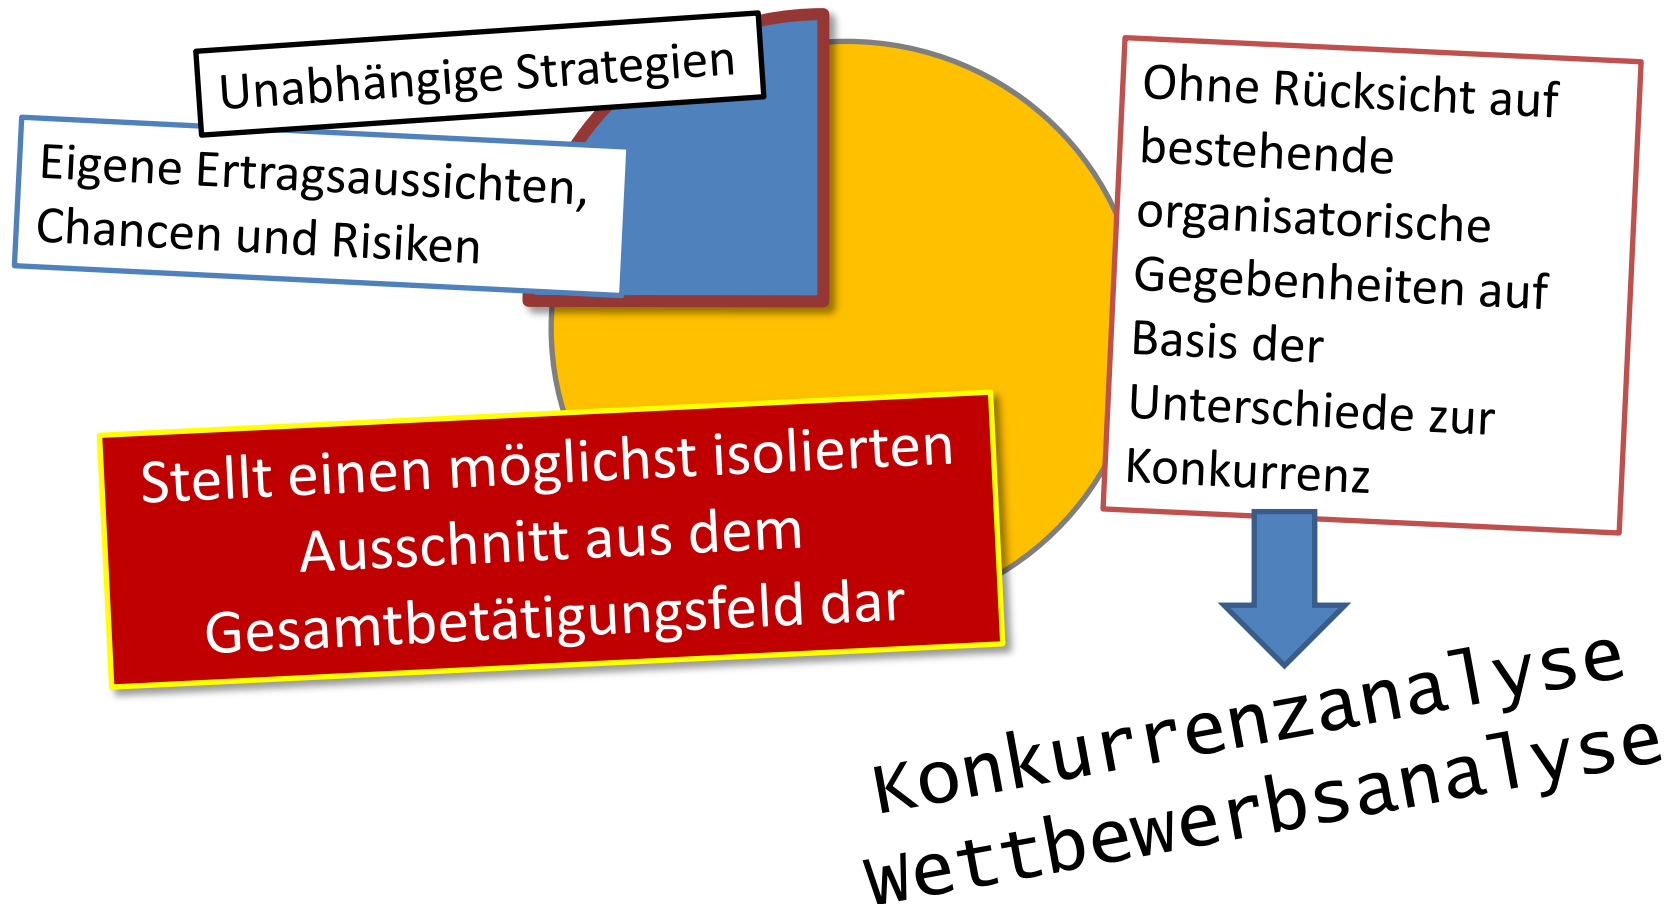 Unabhängige Strategien
Eigene Ertragsaussichten,
Chancen und Risiken
Ohne Rücksicht auf
bestehende
organisatorische
Gegebenheiten auf
Basis der
Unterschiede zur
Konkurrenz
Stellt einen möglichst isolierten
Ausschnitt aus dem
Gesamtbetätigungsfeld dar
Konkurrenzanalyse
Wettbewerbsanalyse